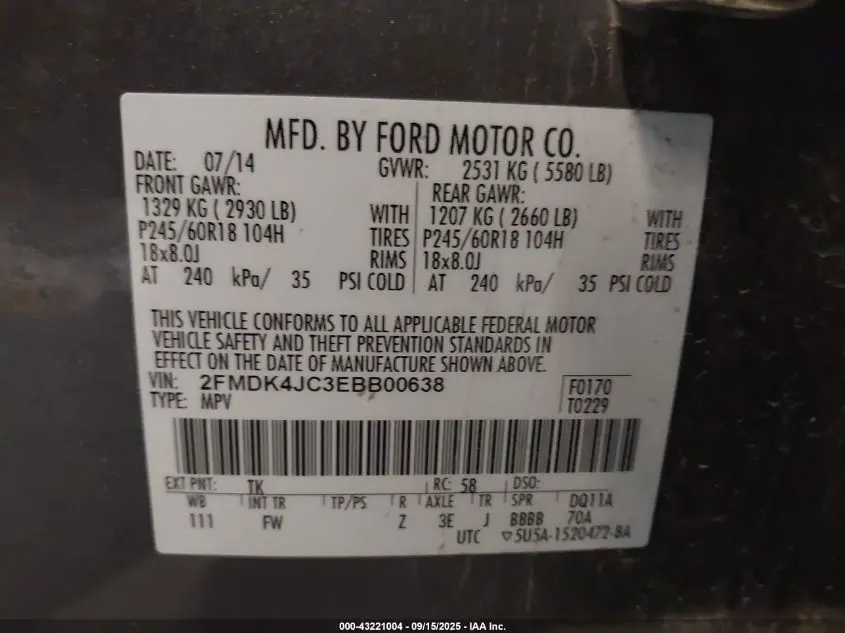 MFD. BY FORD MOTOR CO.
DATE: 07/14 GVWR: 2531 KG ( 5580 LB)
FRONT GAWR: REAR GAWR:
1329 KG ( 2930 LB) WITH 1207 KG ( 2660 LB) WITH
P245/60R18 104H TIRES P245/60R18 104H TIRES
18x8.0J RIMS 18x8.0J RIMS
AT 240 kPa/ 35 PSI COLD AT 240 kPa/ 35 PSI COLD
THIS VEHICLE CONFORMS TO ALL APPLICABLE FEDERAL MOTOR
VEHICLE SAFETY AND THEFT PREVENTION STANDARDS IN
EFFECT ON THE DATE OF MANUFACTURE SHOWN ABOVE.
VIN: 2FMDK4JC3EBB00638 F0170
TYPE: MPV T0229
EXT PNT: TK RC: 58 DSO:
WB INT TR TP/PS R AXLE TR SPR DQ11A
111 FW Z 3E J BBBB 70A
UTC ▽5U5A-1520472-BA
000-43221004 - 09/15/2025 - IAA Inc.